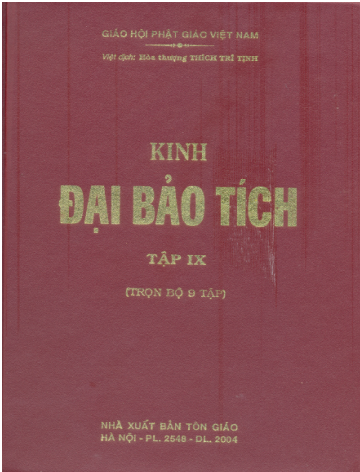 GIÁO HỘI PHẬT GIÁO VIỆT NAM
Việt dịch: Hòa thượng THÍCH TRÍ TỊNH
KINH
ĐẠI BẢO TÍCH
TẬP IX
(TRỌN BỘ 9 TẬP)
NHÀ XUẤT BẢN TÔN GIÁO
HÀ NỘI - PL. 2548 - DL. 2004